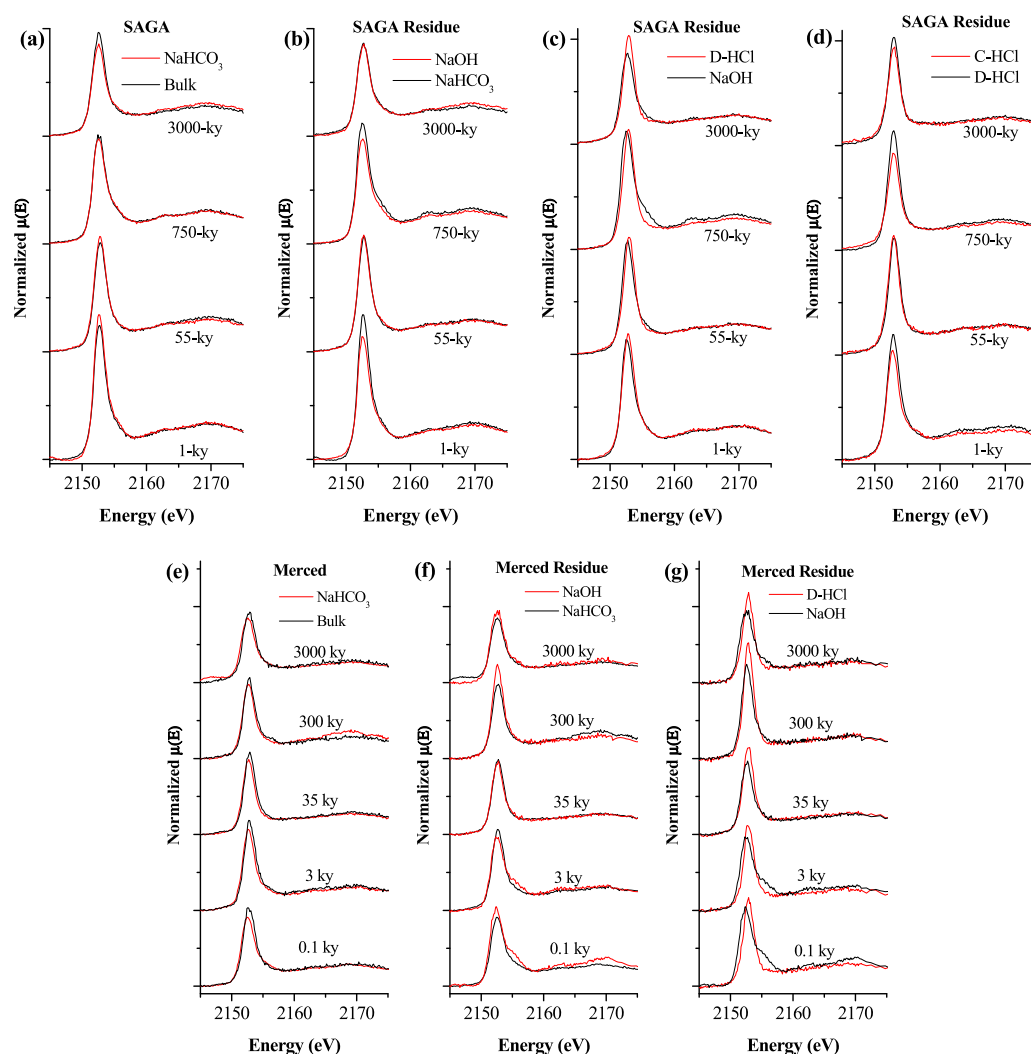 (a)
SAGA
NaHCO3
Bulk
3000-ky
750-ky
55-ky
1-ky
Normalized μ(E)
2150 2160 2170
Energy (eV)
(b)
SAGA Residue
NaOH
NaHCO3
3000-ky
750-ky
55-ky
1-ky
Normalized μ(E)
2150 2160 2170
Energy (eV)
(c)
SAGA Residue
D-HCl
NaOH
3000-ky
750-ky
55-ky
1-ky
Normalized μ(E)
2150 2160 2170
Energy (eV)
(d)
SAGA Residue
C-HCl
D-HCl
3000-ky
750-ky
55-ky
1-ky
Normalized μ(E)
2150 2160 2170
Energy (eV)
(e)
Merced
NaHCO3
Bulk
3000 ky
300 ky
35 ky
3 ky
0.1 ky
Normalized μ(E)
2150 2160 2170
Energy (eV)
(f)
Merced Residue
NaOH
NaHCO3
3000 ky
300 ky
35 ky
3 ky
0.1 ky
Normalized μ(E)
2150 2160 2170
Energy (eV)
(g)
Merced Residue
D-HCl
NaOH
3000 ky
300 ky
35 ky
3 ky
0.1 ky
Normalized μ(E)
2150 2160 2170
Energy (eV)